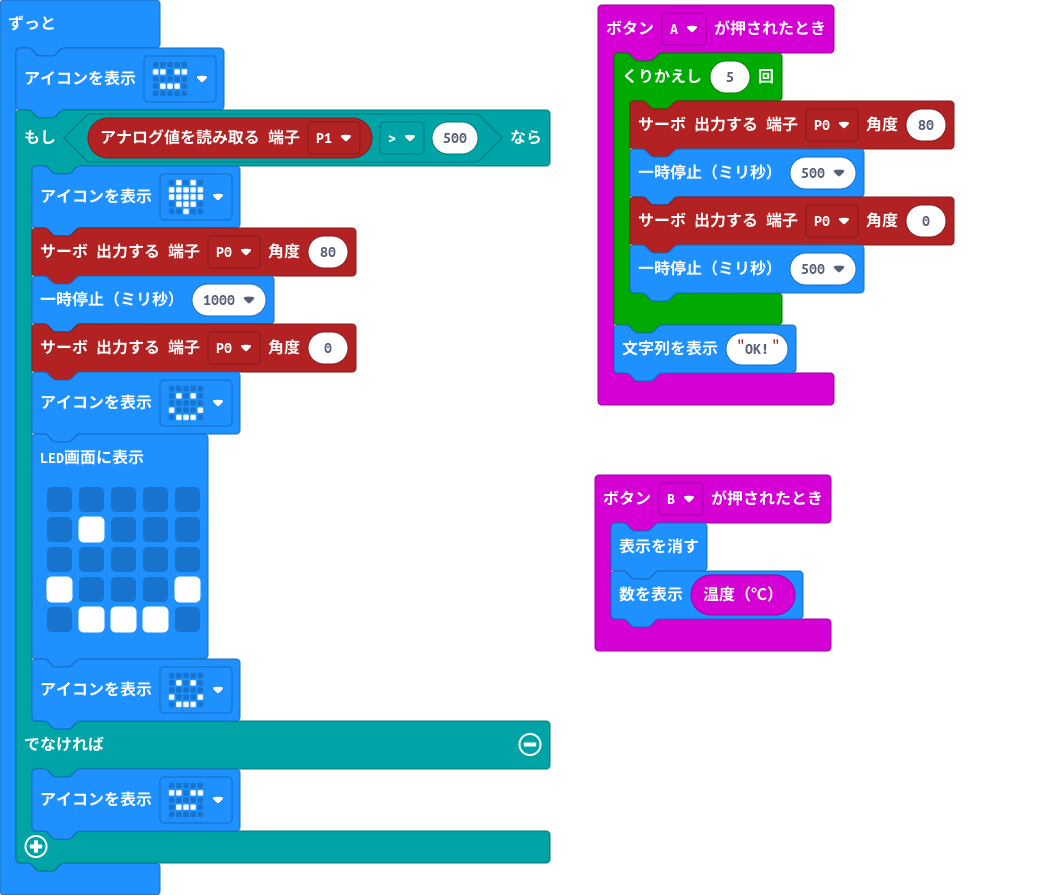 ずっと
アイコンを表示
もし アナログ値を読み取る 端子 P1 > 500 なら
アイコンを表示
サーボ 出力する 端子 P0 角度 80
一時停止（ミリ秒） 1000
サーボ 出力する 端子 P0 角度 0
アイコンを表示
LED画面に表示
アイコンを表示
でなければ
アイコンを表示
ボタン A が押されたとき
くりかえし 5 回
サーボ 出力する 端子 P0 角度 80
一時停止（ミリ秒） 500
サーボ 出力する 端子 P0 角度 0
一時停止（ミリ秒） 500
文字列を表示 "OK!"
ボタン B が押されたとき
表示を消す
数を表示 温度（℃）